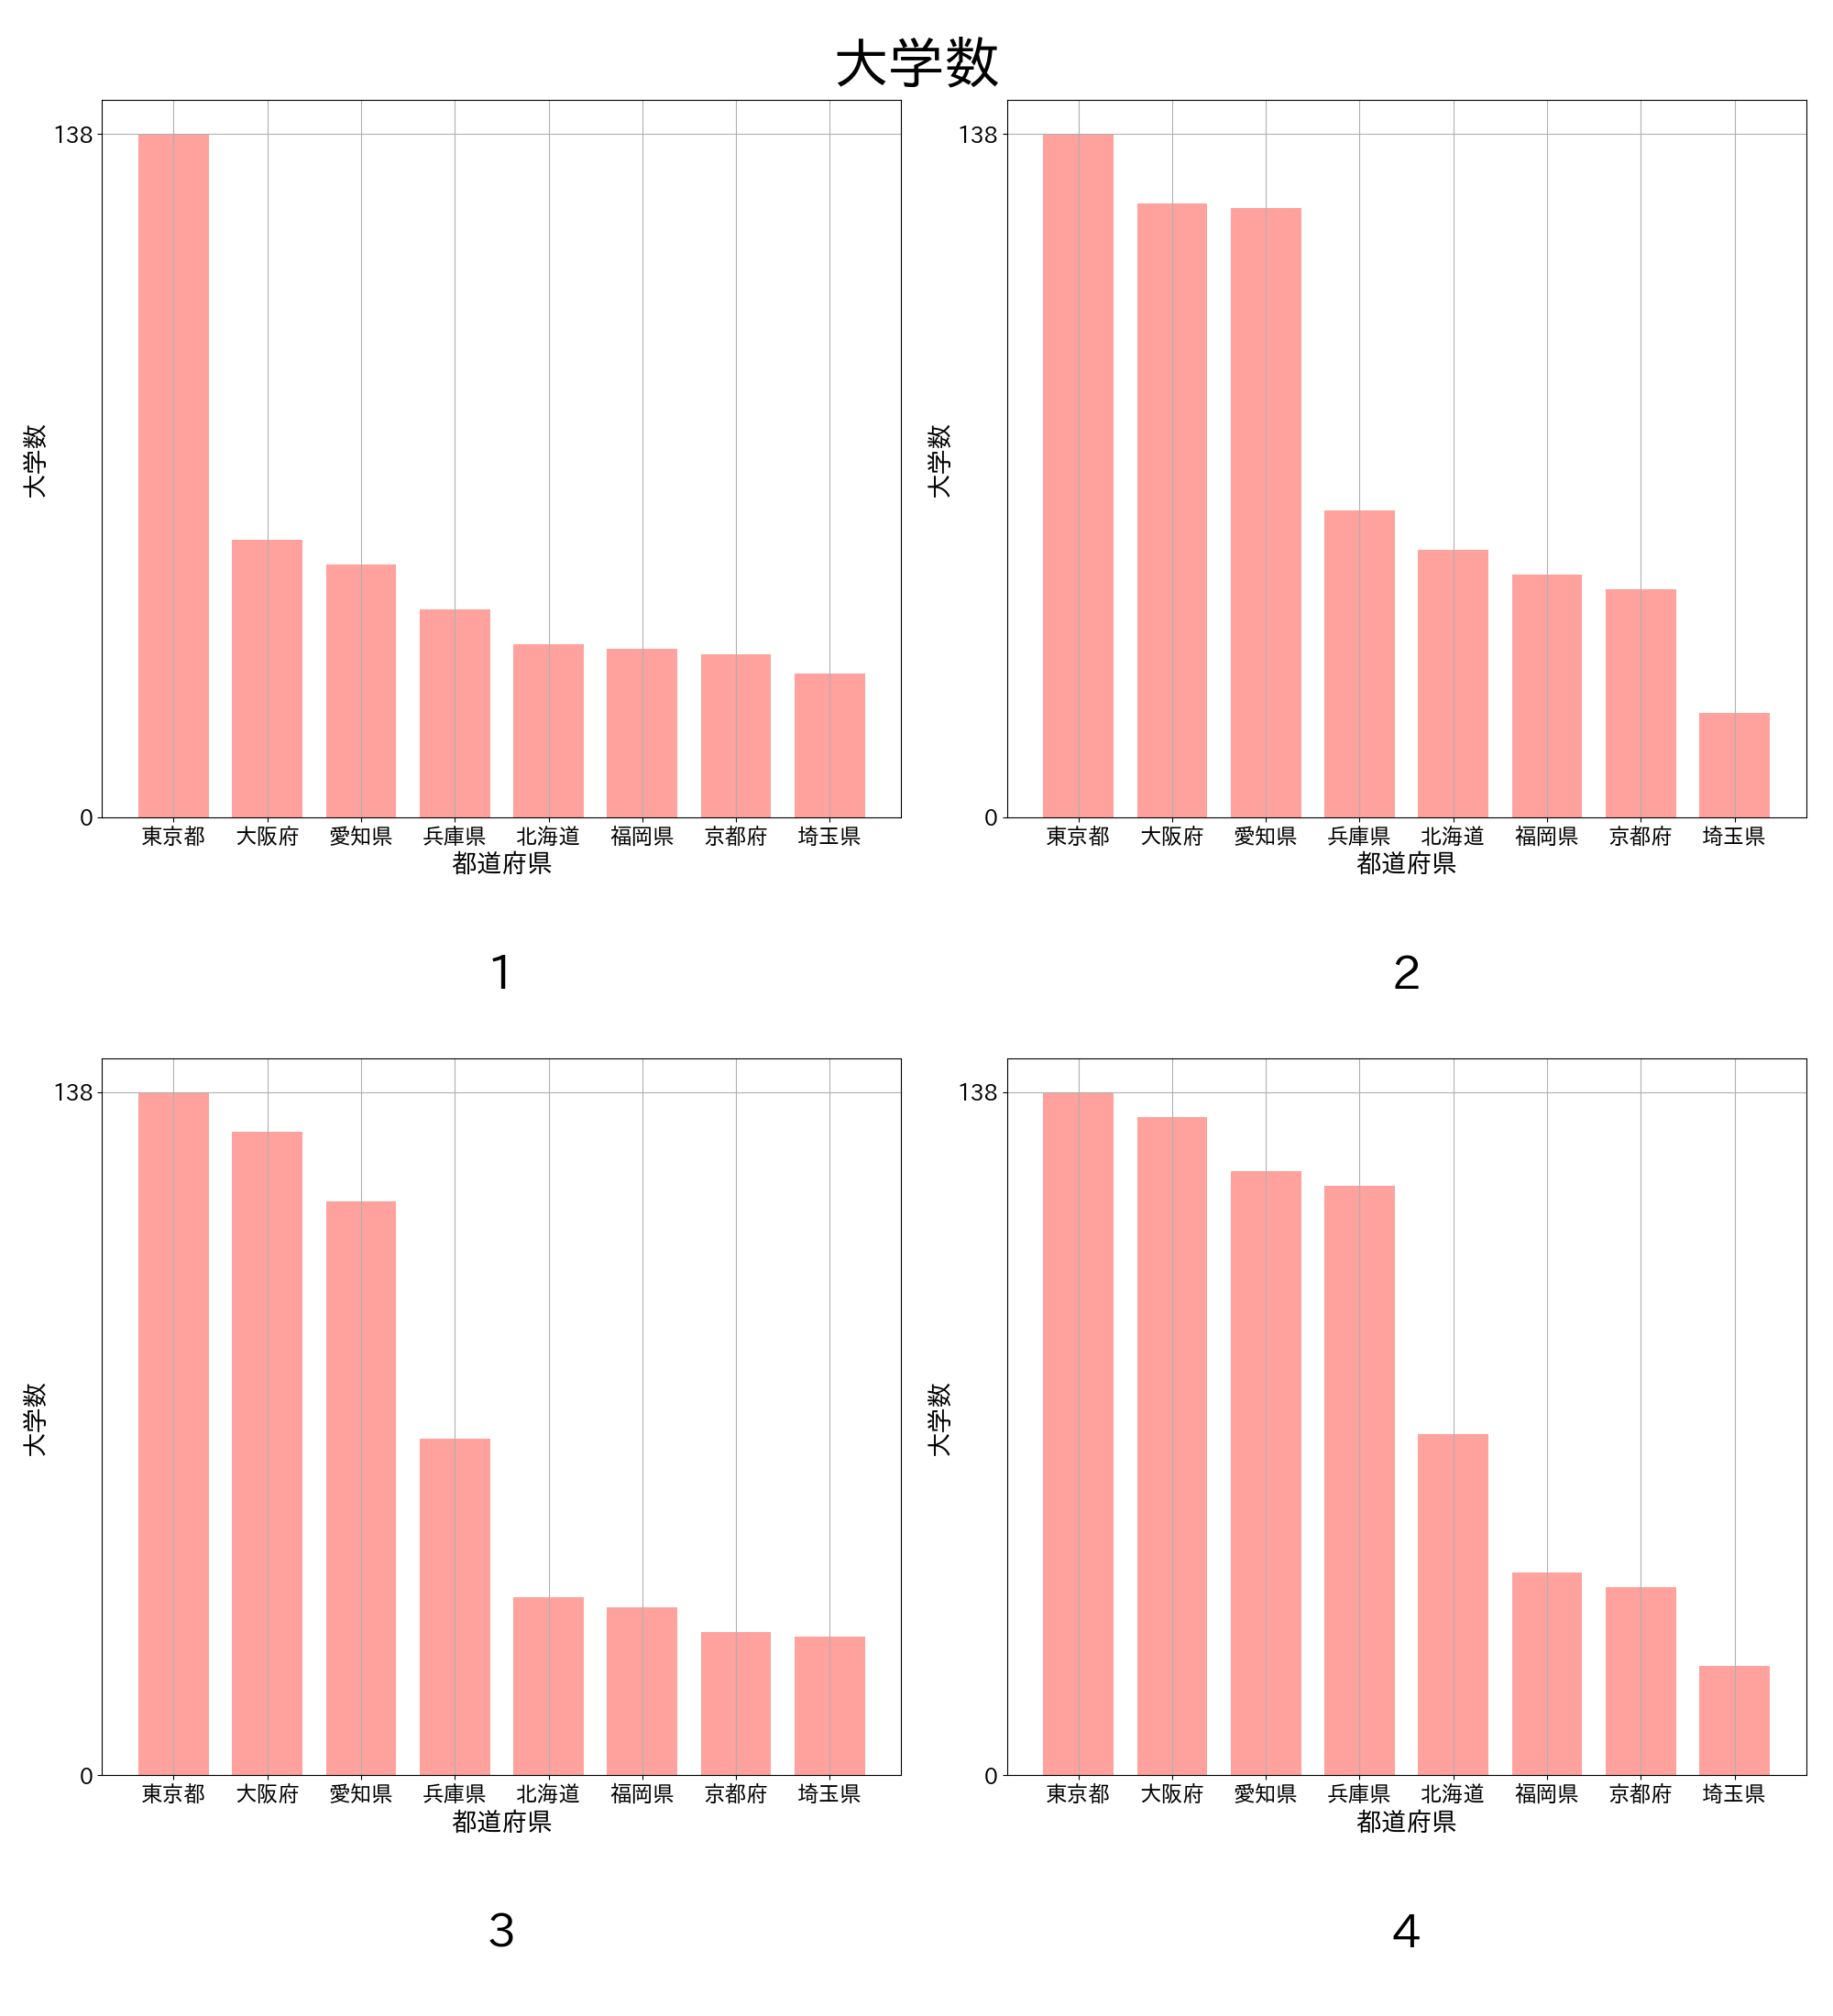 大学数
138
0
大学数
東京都 大阪府 愛知県 兵庫県 北海道 福岡県 京都府 埼玉県
都道府県
1
138
0
大学数
東京都 大阪府 愛知県 兵庫県 北海道 福岡県 京都府 埼玉県
都道府県
2
138
0
大学数
東京都 大阪府 愛知県 兵庫県 北海道 福岡県 京都府 埼玉県
都道府県
3
138
0
大学数
東京都 大阪府 愛知県 兵庫県 北海道 福岡県 京都府 埼玉県
都道府県
4